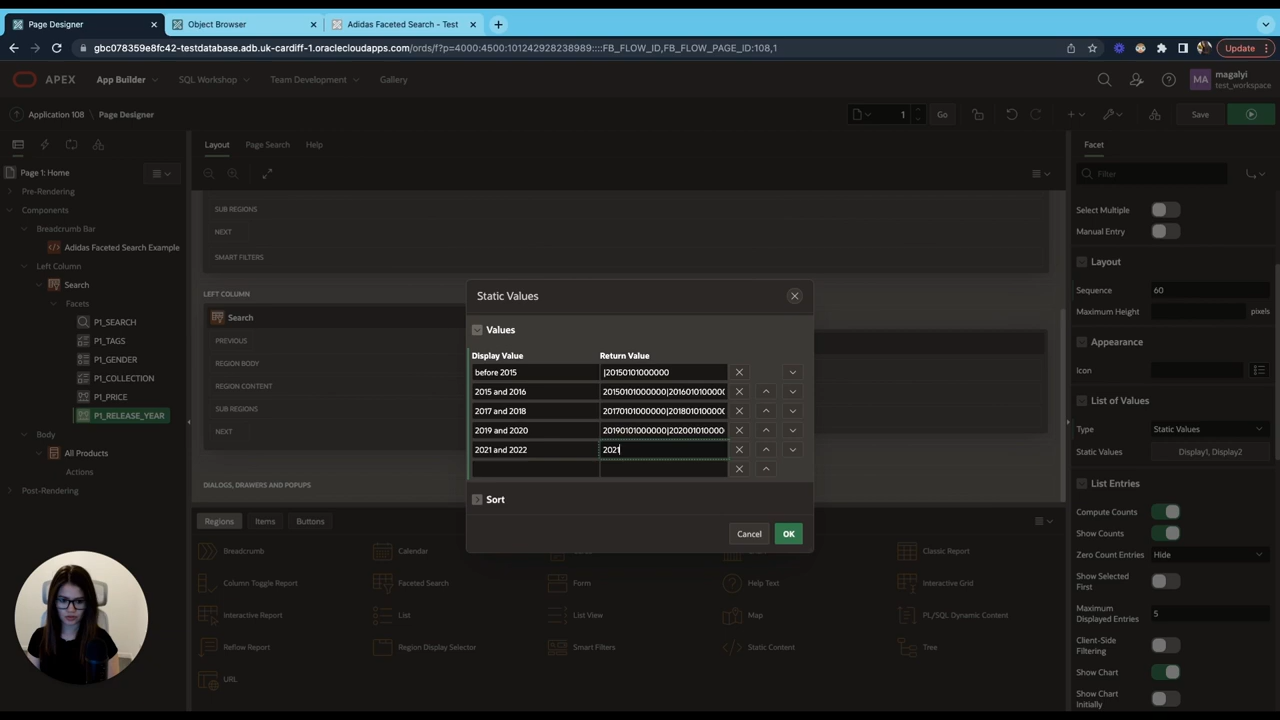 Page Designer
Object Browser
Adidas Faceted Search - Test
gbc078359e8fc42-testdatabase.adb.uk-cardiff-1.oraclecloudapps.com/ords/f?p=4000:4500:101242928238989::::FB_FLOW_ID,FB_FLOW_PAGE_ID:108,1
Update
APEX
App Builder
SQL Workshop
Team Development
Gallery
MA
magalyi
test_workspace
Application 108 \ Page Designer
1
Go
Save
Layout
Page Search
Help
Facet
Page 1: Home
Pre-Rendering
Components
Breadcrumb Bar
Adidas Faceted Search Example
Left Column
Search
Facets
P1_SEARCH
P1_TAGS
P1_GENDER
P1_COLLECTION
P1_PRICE
P1_RELEASE_YEAR
Body
All Products
Actions
Post-Rendering
SUB REGIONS
NEXT
SMART FILTERS
LEFT COLUMN
Search
PREVIOUS
REGION BODY
REGION CONTENT
SUB REGIONS
NEXT
DIALOGS, DRAWERS AND POPUPS
Static Values
Values
Display Value
Return Value
before 2015
|20150101000000
2015 and 2016
20150101000000|2016010100000
2017 and 2018
20170101000000|2018010100000
2019 and 2020
20190101000000|2020010100000
2021 and 2022
2021
Sort
Cancel
OK
Regions
Items
Buttons
Breadcrumb
Calendar
Classic Report
Column Toggle Report
Faceted Search
Form
Help Text
Interactive Grid
Interactive Report
List
List View
Map
PL/SQL Dynamic Content
Reflow Report
Region Display Selector
Smart Filters
Static Content
Tree
URL
Filter
Select Multiple
Manual Entry
Layout
Sequence
60
Maximum Height
pixels
Appearance
Icon
List of Values
Type
Static Values
Static Values
Display1, Display2
List Entries
Compute Counts
Show Counts
Zero Count Entries
Hide
Show Selected
First
Maximum
Displayed Entries
5
Client-Side
Filtering
Show Chart
Show Chart
Initially